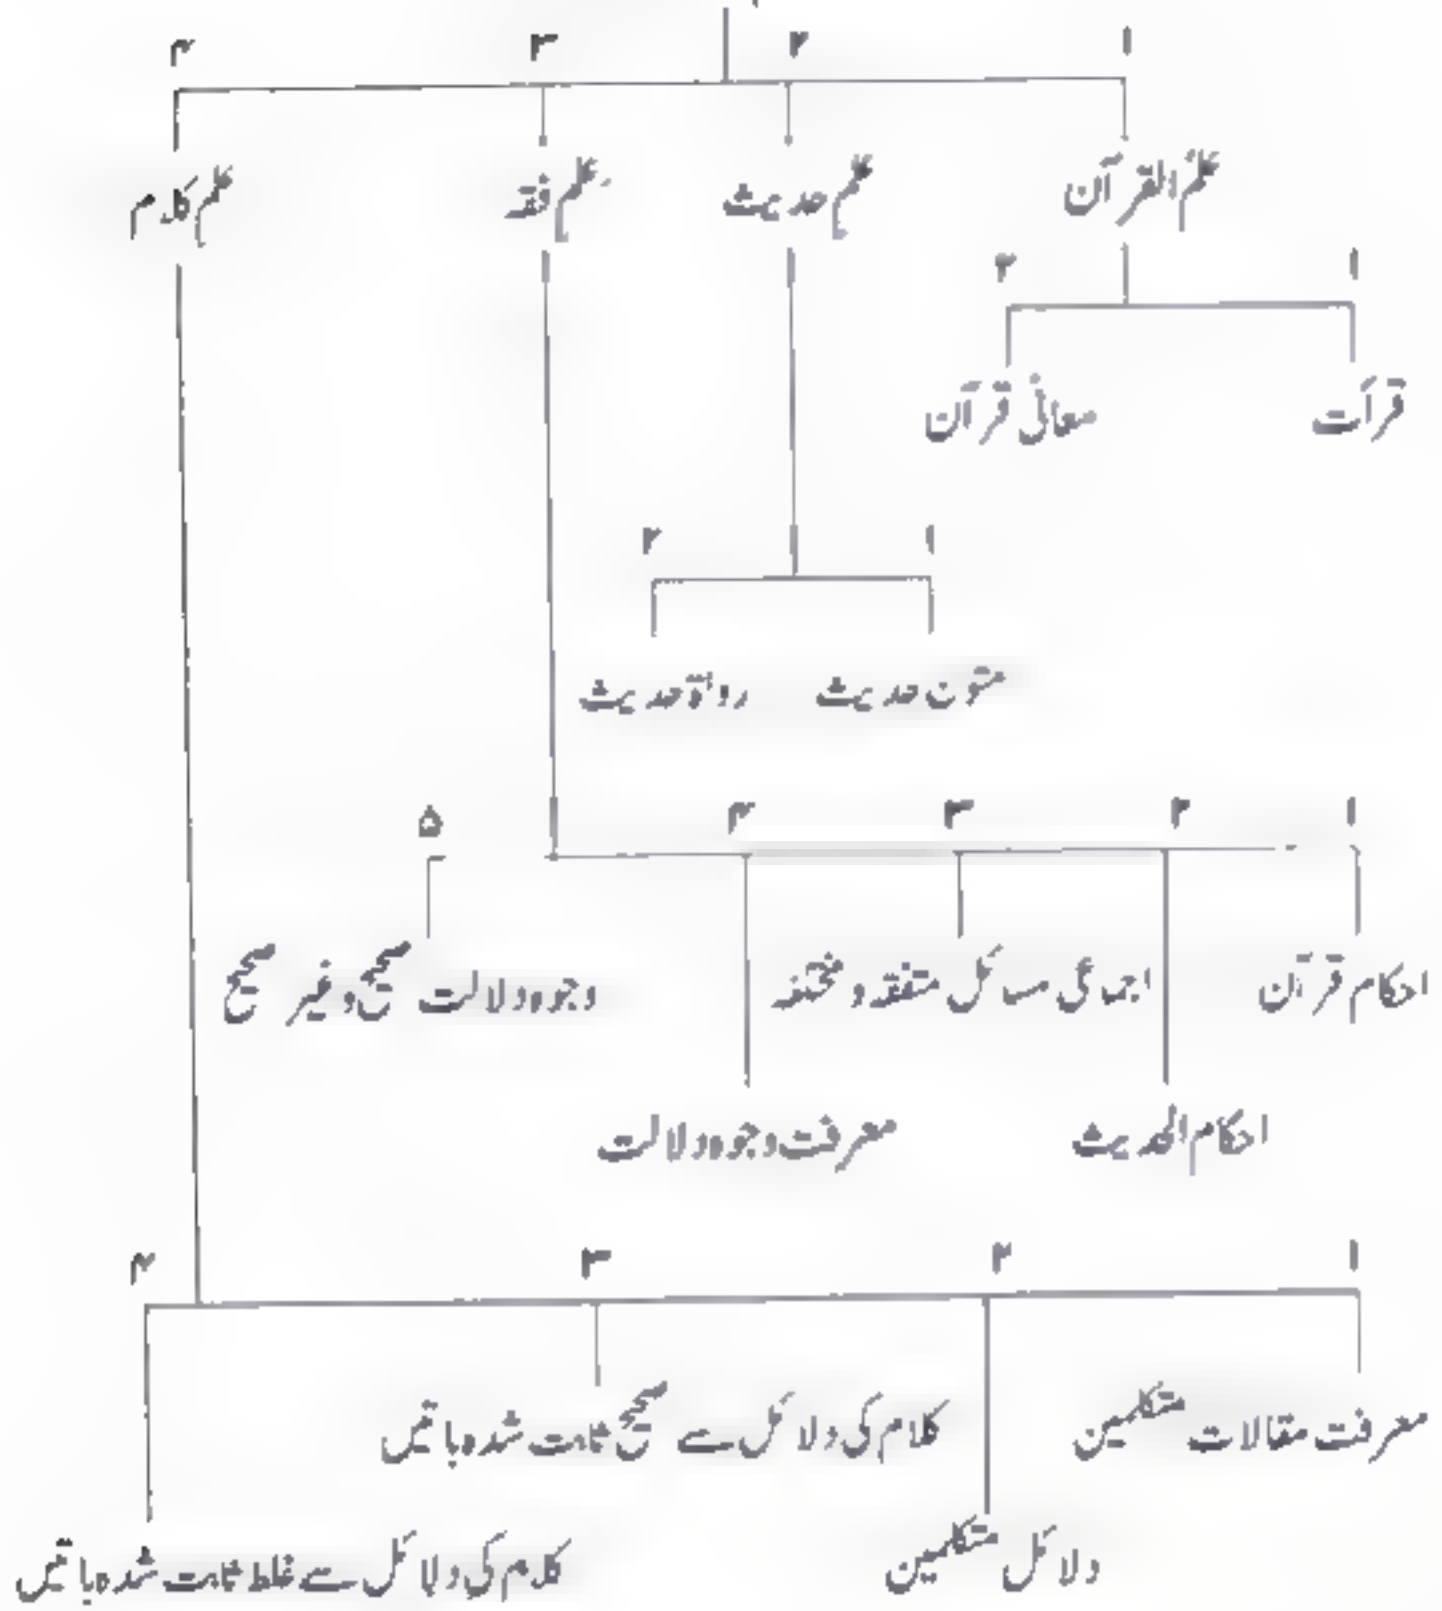 ۱ ۲ ۳ ۴
علم القرآن علم حدیث علم فقہ علم کلام
۱ ۲
قرأت معانی قرآن
۱ ۲
متون حدیث رواۃ حدیث
۱ ۲ ۳ ۴ ۵
احکام قرآن اجماعی مسائل متفقہ و مختلفہ وجوہ دلالت صحیح و غیر صحیح
احکام الحدیث معرفت وجوہ دلالت
۱ ۲ ۳ ۴
معرفت مقالات متکلمین کلام کی دلائل سے صحیح ثابت شدہ باتیں
دلائل متکلمین کلام کی دلائل سے غلط ثابت شدہ باتیں